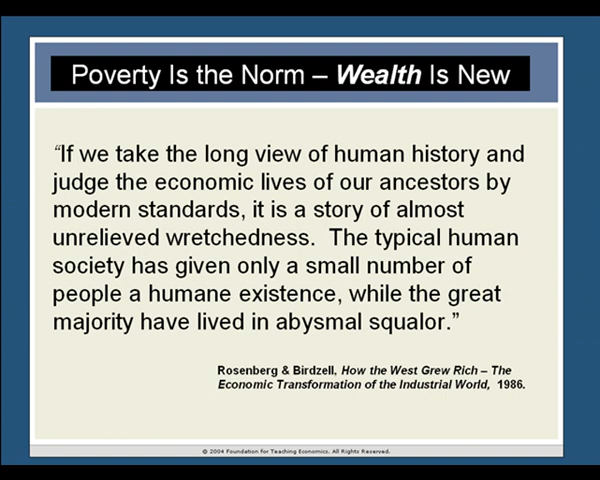 Poverty Is the Norm – Wealth Is New
“If we take the long view of human history and
judge the economic lives of our ancestors by
modern standards, it is a story of almost
unrelieved wretchedness.  The typical human
society has given only a small number of
people a humane existence, while the great
majority have lived in abysmal squalor.”
Rosenberg & Birdzell, How the West Grew Rich – The
Economic Transformation of the Industrial World,  1986.
© 2004 Foundation for Teaching Economics. All Rights Reserved.